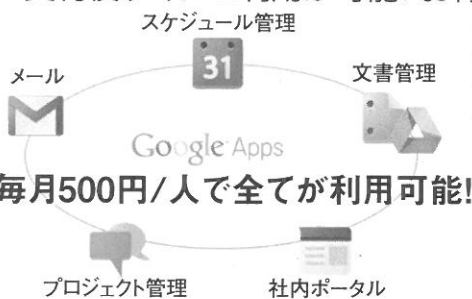 スケジュール管理
31
メール
文書管理
Google Apps
毎月500円/人で全てが利用可能!
プロジェクト管理
社内ポータル